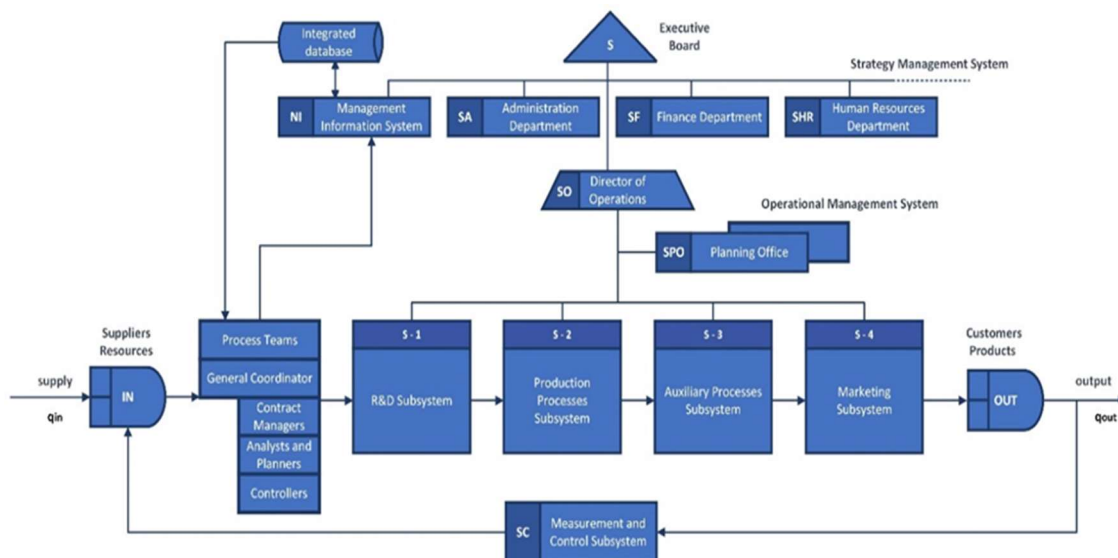 Integrated
database
S
Executive
Board
Strategy Management System
NI
Management
Information System
SA
Administration
Department
SF
Finance Department
SHR
Human Resources
Department
SO
Director of
Operations
Operational Management System
SPO
Planning Office
Suppliers
Resources
supply
IN
qin
Process Teams
General Coordinator
Contract
Managers
Analysts and
Planners
Controllers
S - 1
R&D Subsystem
S - 2
Production
Processes
Subsystem
S - 3
Auxiliary Processes
Subsystem
S - 4
Marketing
Subsystem
Customers
Products
OUT
output
qout
SC
Measurement and
Control Subsystem